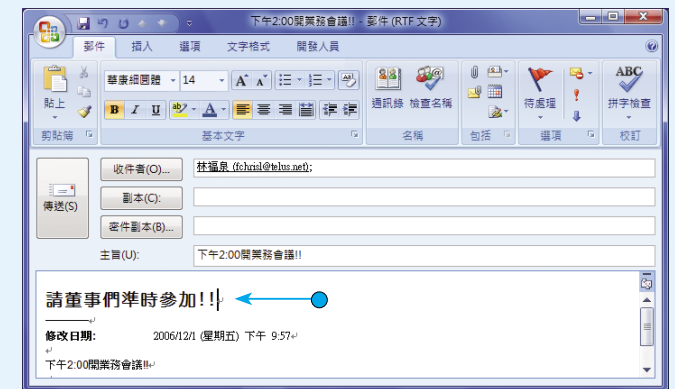 下午2:00開業務會議!! - 郵件 (RTF 文字)
郵件 插入 選項 文字格式 開發人員
貼上
剪貼簿
華康細圓體 14
B I U ab A
基本文字
通訊錄 檢查名稱
名稱
包括
待處理
選項
ABC
拼字檢查
校訂
傳送(S)
收件者(O)... 林福泉 (fchrisl@telus.net);
副本(C):
密件副本(B)...
主旨(U): 下午2:00開業務會議!!
請董事們準時參加!!
修改日期: 2006/12/1 (星期五) 下午 9:57
下午2:00開業務會議!!